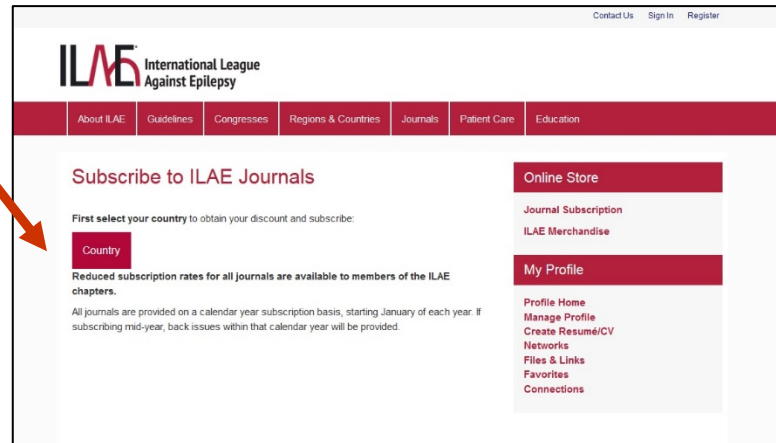 Contact Us Sign In Register
ILAE International League
Against Epilepsy
About ILAE Guidelines Congresses Regions & Countries Journals Patient Care Education
Subscribe to ILAE Journals
First select your country to obtain your discount and subscribe:
Country
Reduced subscription rates for all journals are available to members of the ILAE
chapters.
All journals are provided on a calendar year subscription basis, starting January of each year. If
subscribing mid-year, back issues within that calendar year will be provided.
Online Store
Journal Subscription
ILAE Merchandise
My Profile
Profile Home
Manage Profile
Create Resumé/CV
Networks
Files & Links
Favorites
Connections